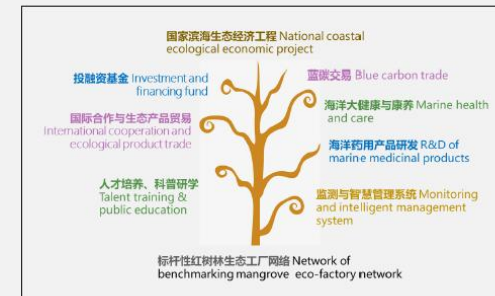 国家滨海生态经济工程 National coastal
ecological economic project
投融资基金 Investment and
financing fund
蓝碳交易 Blue carbon trade
国际合作与生态产品贸易
International cooperation and
ecological product trade
海洋大健康与康养 Marine health
and care
海洋药用产品研发 R&D of
marine medicinal products
人才培养、科普研学
Talent training &
public education
监测与智慧管理系统 Monitoring
and intelligent management
system
标杆性红树林生态工厂网络 Network of
benchmarking mangrove eco-factory network